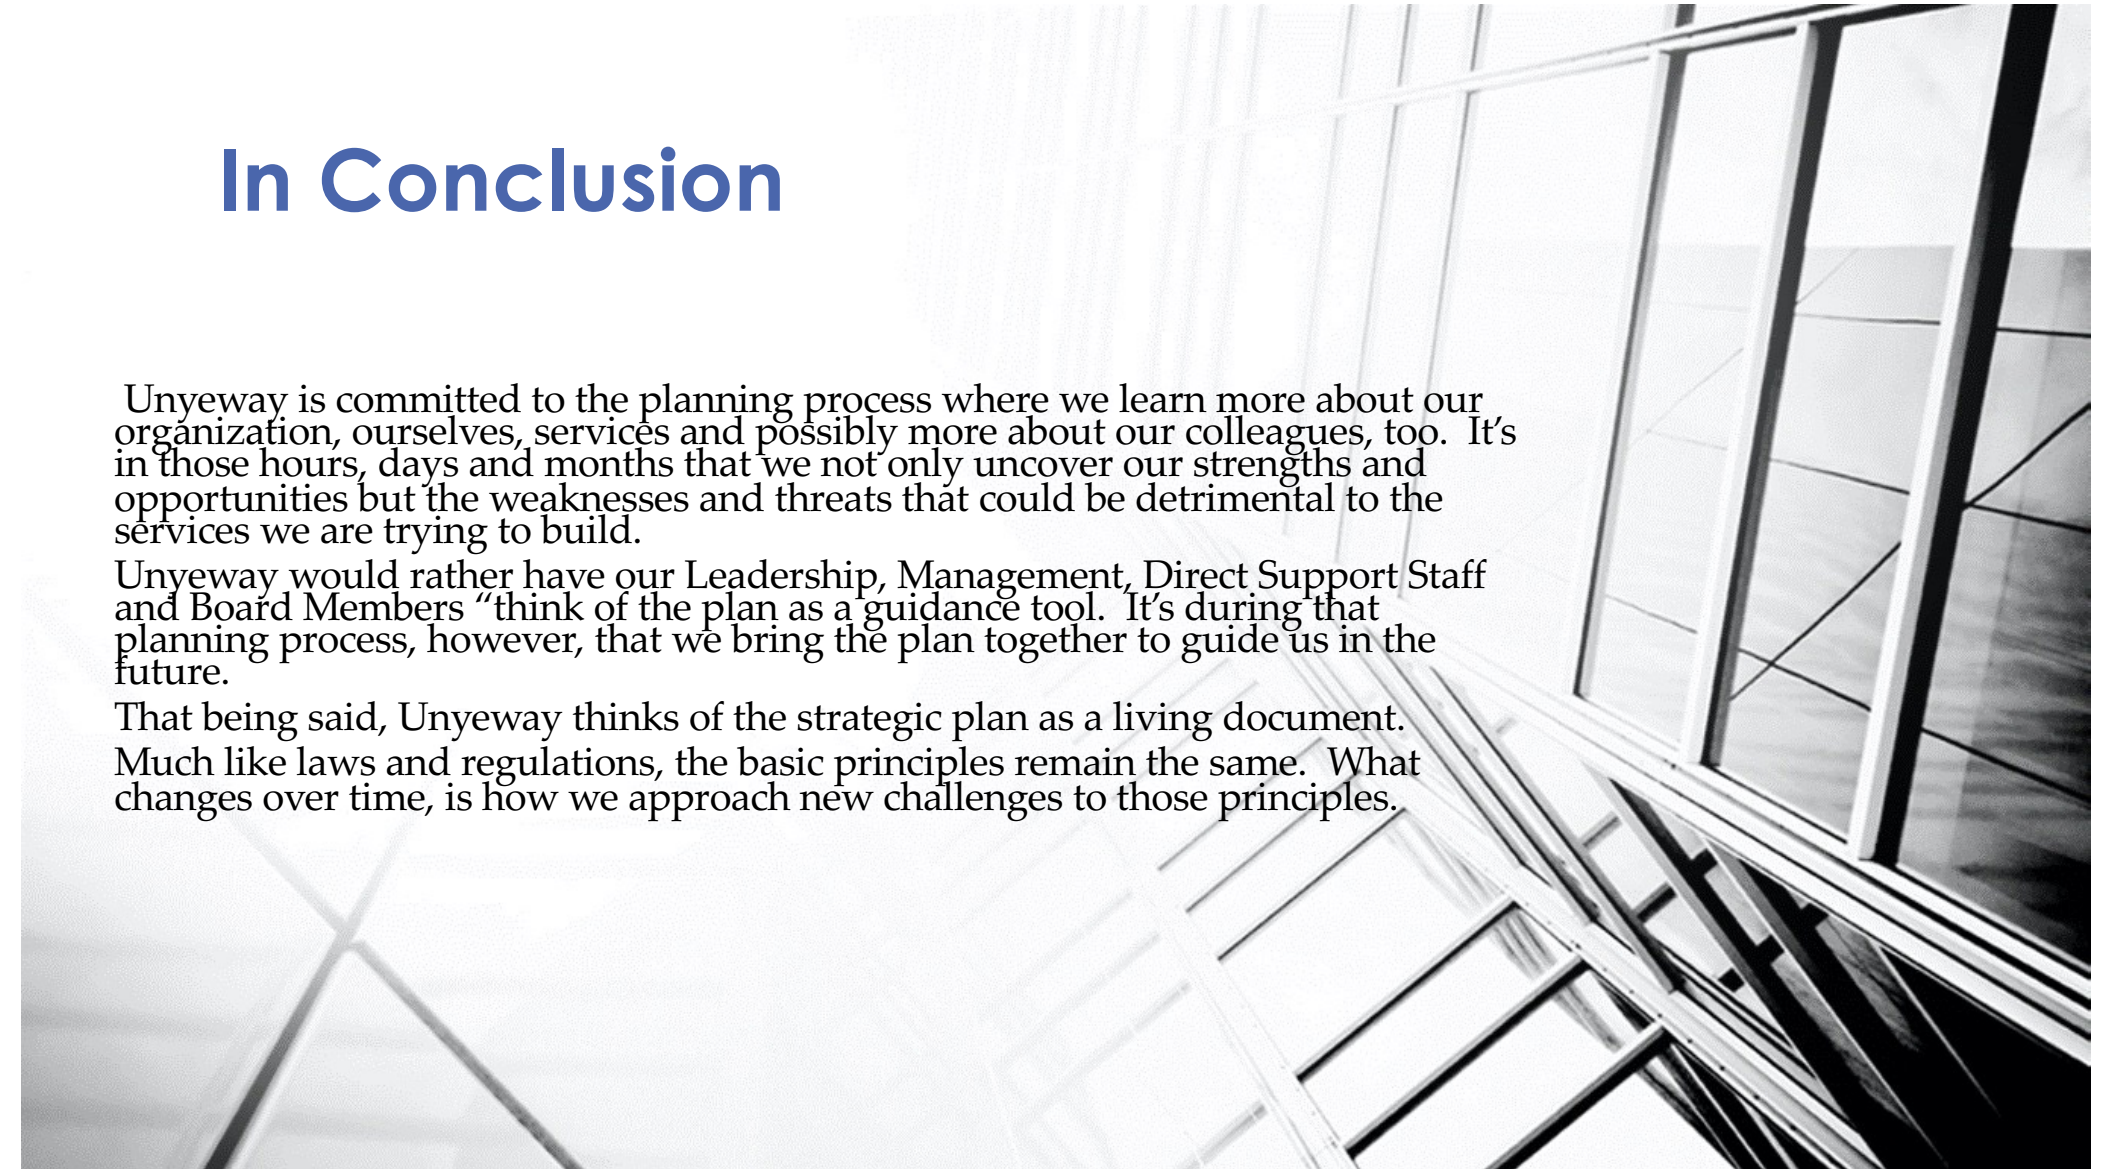 In Conclusion
Unyeway is committed to the planning process where we learn more about our
organization, ourselves, services and possibly more about our colleagues, too.  It’s
in those hours, days and months that we not only uncover our strengths and
opportunities but the weaknesses and threats that could be detrimental to the
services we are trying to build.
Unyeway would rather have our Leadership, Management, Direct Support Staff
and Board Members “think of the plan as a guidance tool.  It’s during that
planning process, however, that we bring the plan together to guide us in the
future.
That being said, Unyeway thinks of the strategic plan as a living document.
Much like laws and regulations, the basic principles remain the same.  What
changes over time, is how we approach new challenges to those principles.